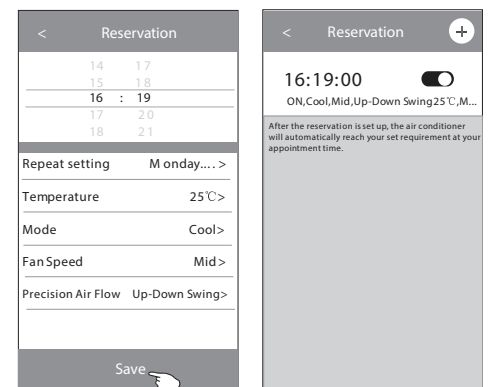 < Reservation
14 17
15 18
16 : 19
17 20
18 21
Repeat setting Monday.... >
Temperature 25℃>
Mode Cool>
Fan Speed Mid>
Precision Air Flow Up-Down Swing>
Save
< Reservation +
16:19:00
ON,Cool,Mid,Up-Down Swing25℃,M...
After the reservation is set up, the air conditioner
will automatically reach your set requirement at your
appointment time.